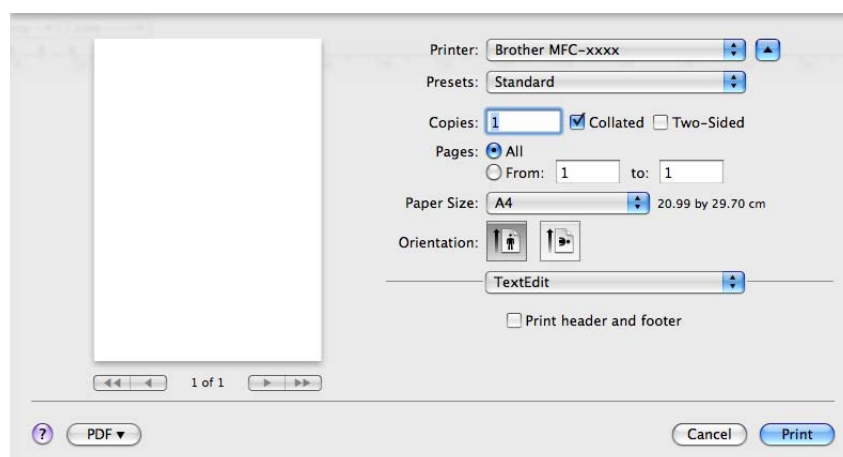 Printer: Brother MFC-xxxx
Presets: Standard
Copies: 1 Collated Two-Sided
Pages: All
From: 1 to: 1
Paper Size: A4 20.99 by 29.70 cm
Orientation:
TextEdit
Print header and footer
1 of 1
? PDF▼ Cancel Print